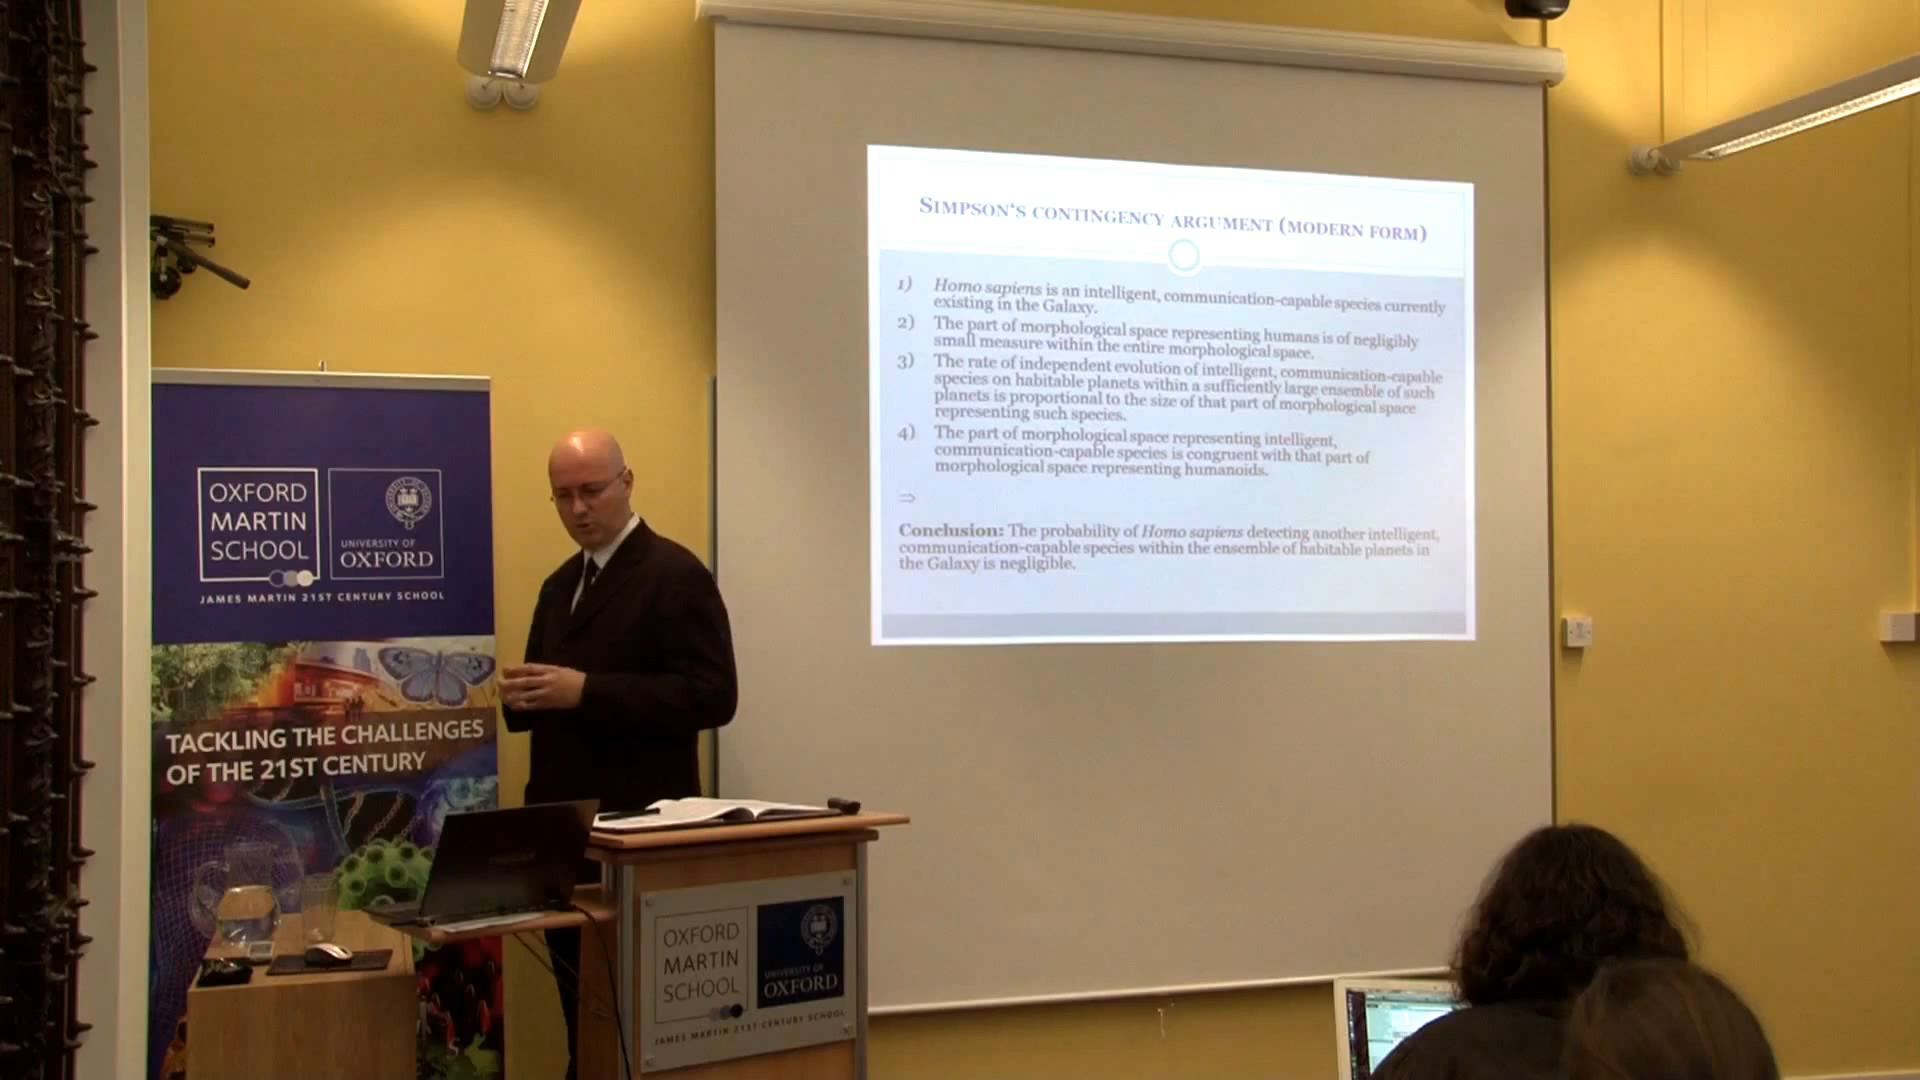 SIMPSON'S CONTINGENCY ARGUMENT (MODERN FORM)
1) Homo sapiens is an intelligent, communication-capable species currently
existing in the Galaxy.
2) The part of morphological space representing humans is of negligibly
small measure within the entire morphological space.
3) The rate of independent evolution of intelligent, communication-capable
species on habitable planets within a sufficiently large ensemble of such
planets is proportional to the size of that part of morphological space
representing such species.
4) The part of morphological space representing intelligent,
communication-capable species is congruent with that part of
morphological space representing humanoids.
⇒
Conclusion: The probability of Homo sapiens detecting another intelligent,
communication-capable species within the ensemble of habitable planets in
the Galaxy is negligible.
OXFORD
MARTIN
SCHOOL
UNIVERSITY OF
OXFORD
JAMES MARTIN 21ST CENTURY SCHOOL
TACKLING THE CHALLENGES
OF THE 21ST CENTURY
OXFORD
MARTIN
SCHOOL
UNIVERSITY OF
OXFORD
JAMES MARTIN 21ST CENTURY SCHOOL